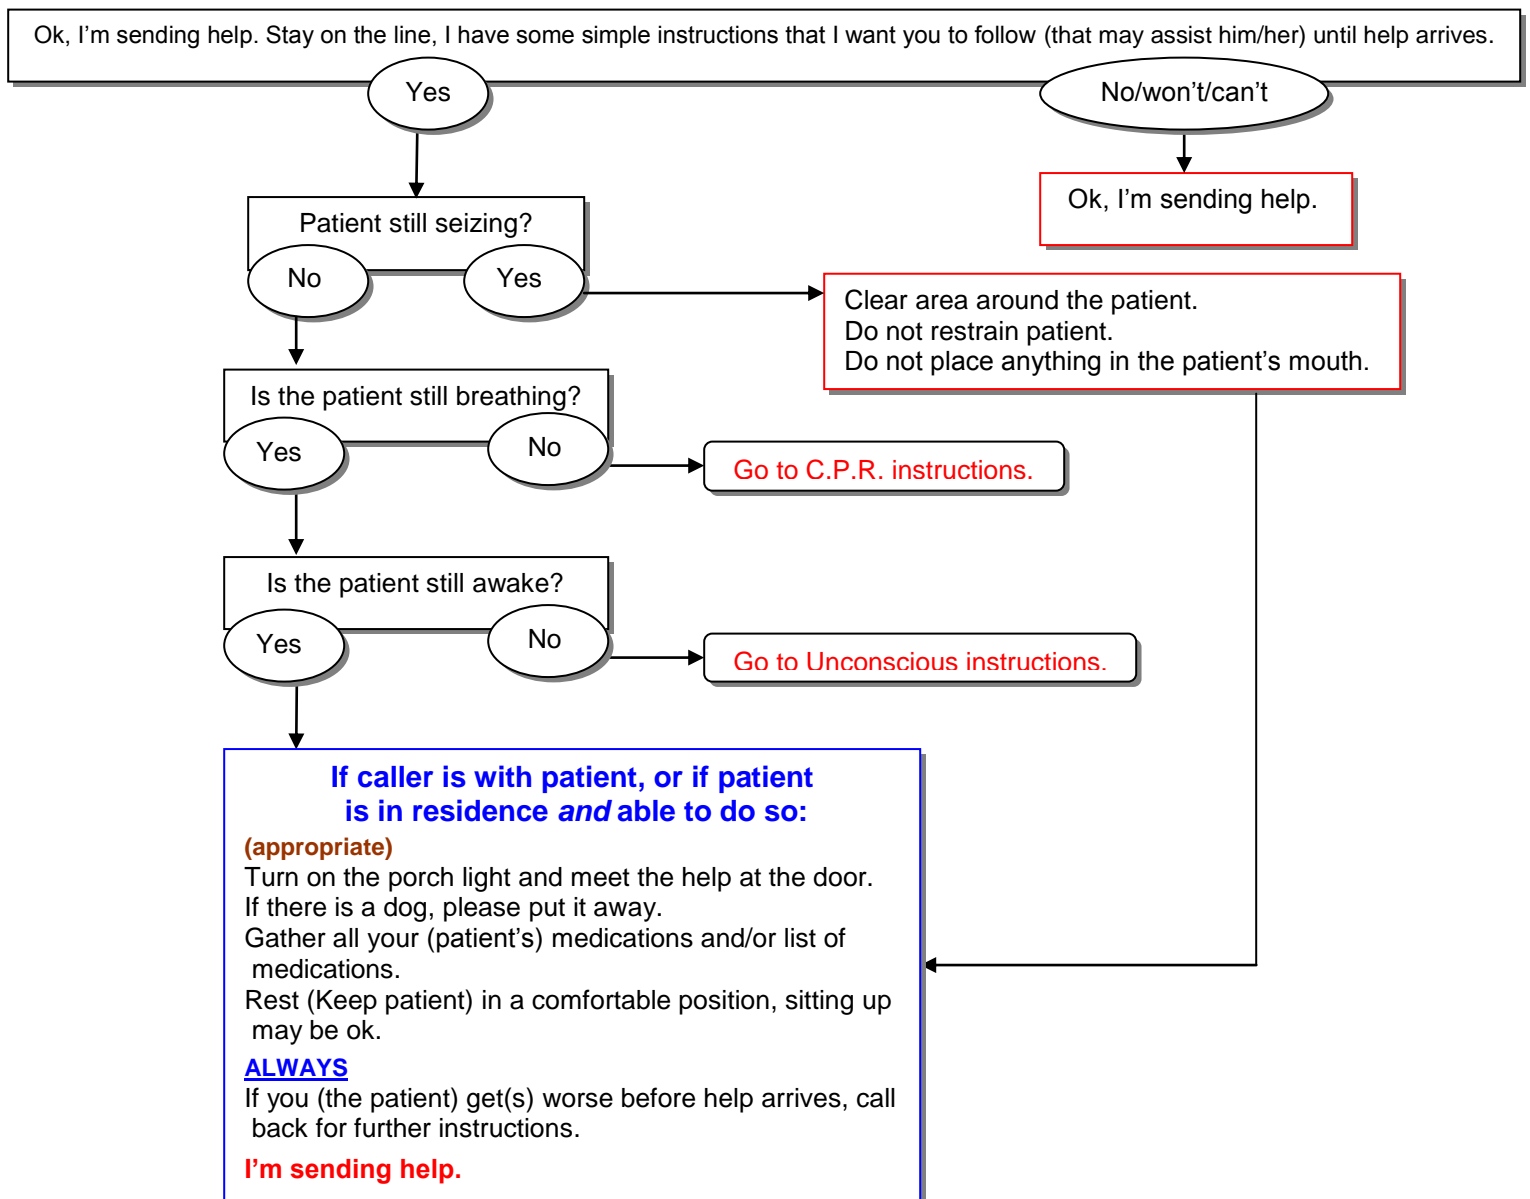 Ok, I’m sending help. Stay on the line, I have some simple instructions that I want you to follow (that may assist him/her) until help arrives.
Yes
No/won’t/can’t
Ok, I’m sending help.
Patient still seizing?
No
Yes
Clear area around the patient.
Do not restrain patient.
Do not place anything in the patient’s mouth.
Is the patient still breathing?
Yes
No
Go to C.P.R. instructions.
Is the patient still awake?
Yes
No
Go to Unconscious instructions.
If caller is with patient, or if patient
is in residence and able to do so:
(appropriate)
Turn on the porch light and meet the help at the door.
If there is a dog, please put it away.
Gather all your (patient’s) medications and/or list of
medications.
Rest (Keep patient) in a comfortable position, sitting up
may be ok.
ALWAYS
If you (the patient) get(s) worse before help arrives, call
back for further instructions.
I’m sending help.